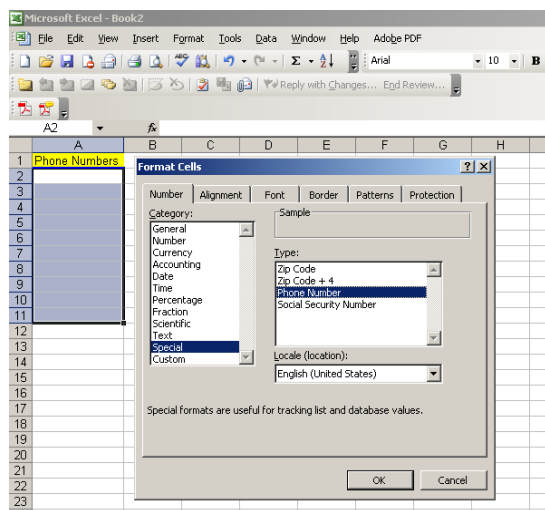 Microsoft Excel - Book2
File Edit View Insert Format Tools Data Window Help Adobe PDF
Arial 10 B
Reply with Changes... End Review...
A2 fx
A B C D E F G H
1 Phone Numbers
Format Cells
2
3 Number Alignment Font Border Patterns Protection
4 Category: Sample
5 General
6 Number
7 Currency Type:
8 Accounting Zip Code
9 Date Zip Code + 4
10 Time Phone Number
11 Percentage Social Security Number
Fraction
12 Scientific
13 Text
14 Special Locale (location):
15 Custom English (United States)
16
17 Special formats are useful for tracking list and database values.
18
19
20
21
22 OK Cancel
23